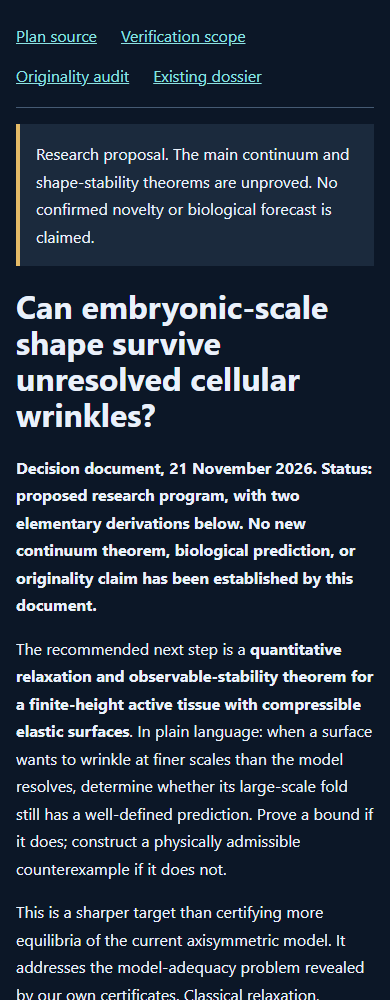 Plan source Verification scope
Originality audit Existing dossier
Research proposal. The main continuum and
shape-stability theorems are unproved. No
confirmed novelty or biological forecast is
claimed.
Can embryonic-scale
shape survive
unresolved cellular
wrinkles?
Decision document, 21 November 2026. Status:
proposed research program, with two
elementary derivations below. No new
continuum theorem, biological prediction, or
originality claim has been established by this
document.
The recommended next step is a quantitative
relaxation and observable-stability theorem for
a finite-height active tissue with compressible
elastic surfaces. In plain language: when a surface
wants to wrinkle at finer scales than the model
resolves, determine whether its large-scale fold
still has a well-defined prediction. Prove a bound if
it does; construct a physically admissible
counterexample if it does not.
This is a sharper target than certifying more
equilibria of the current axisymmetric model. It
addresses the model-adequacy problem revealed
by our own certificates. Classical relaxation,